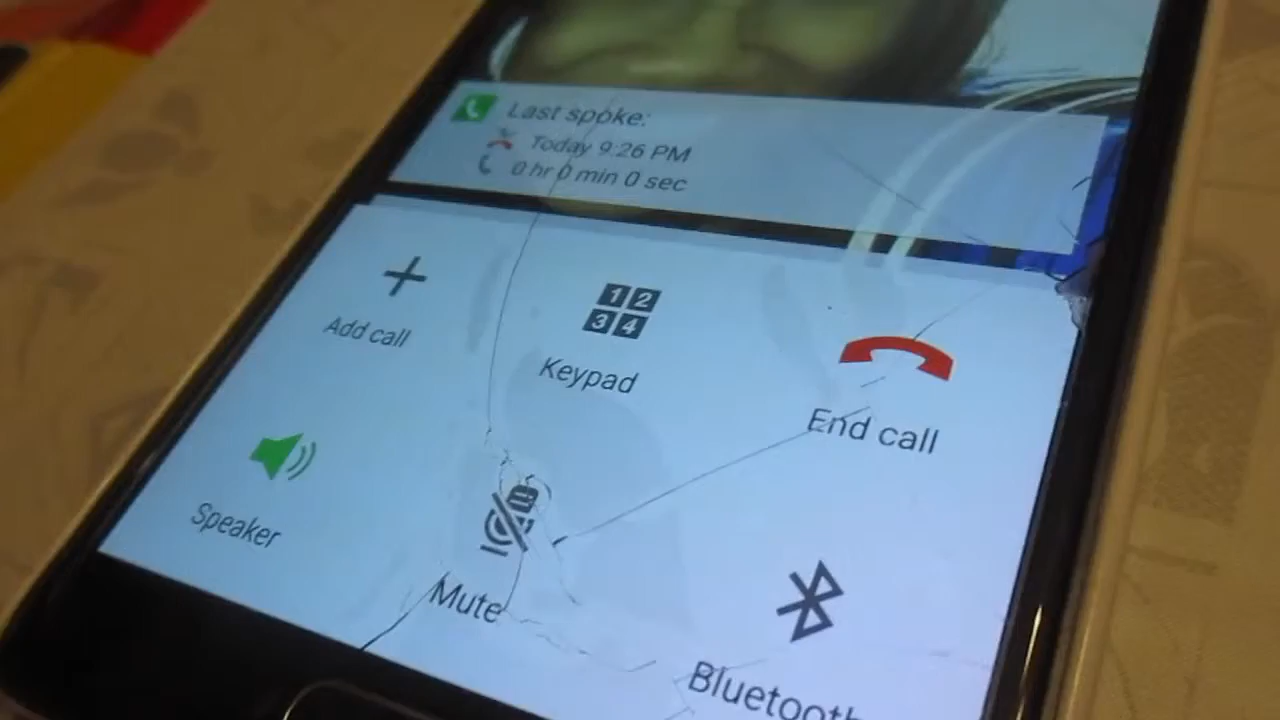 Last spoke:
Today 9:26 PM
0 hr 0 min 0 sec
Add call
1 2
3 4
Keypad
End call
Speaker
Mute
Bluetooth